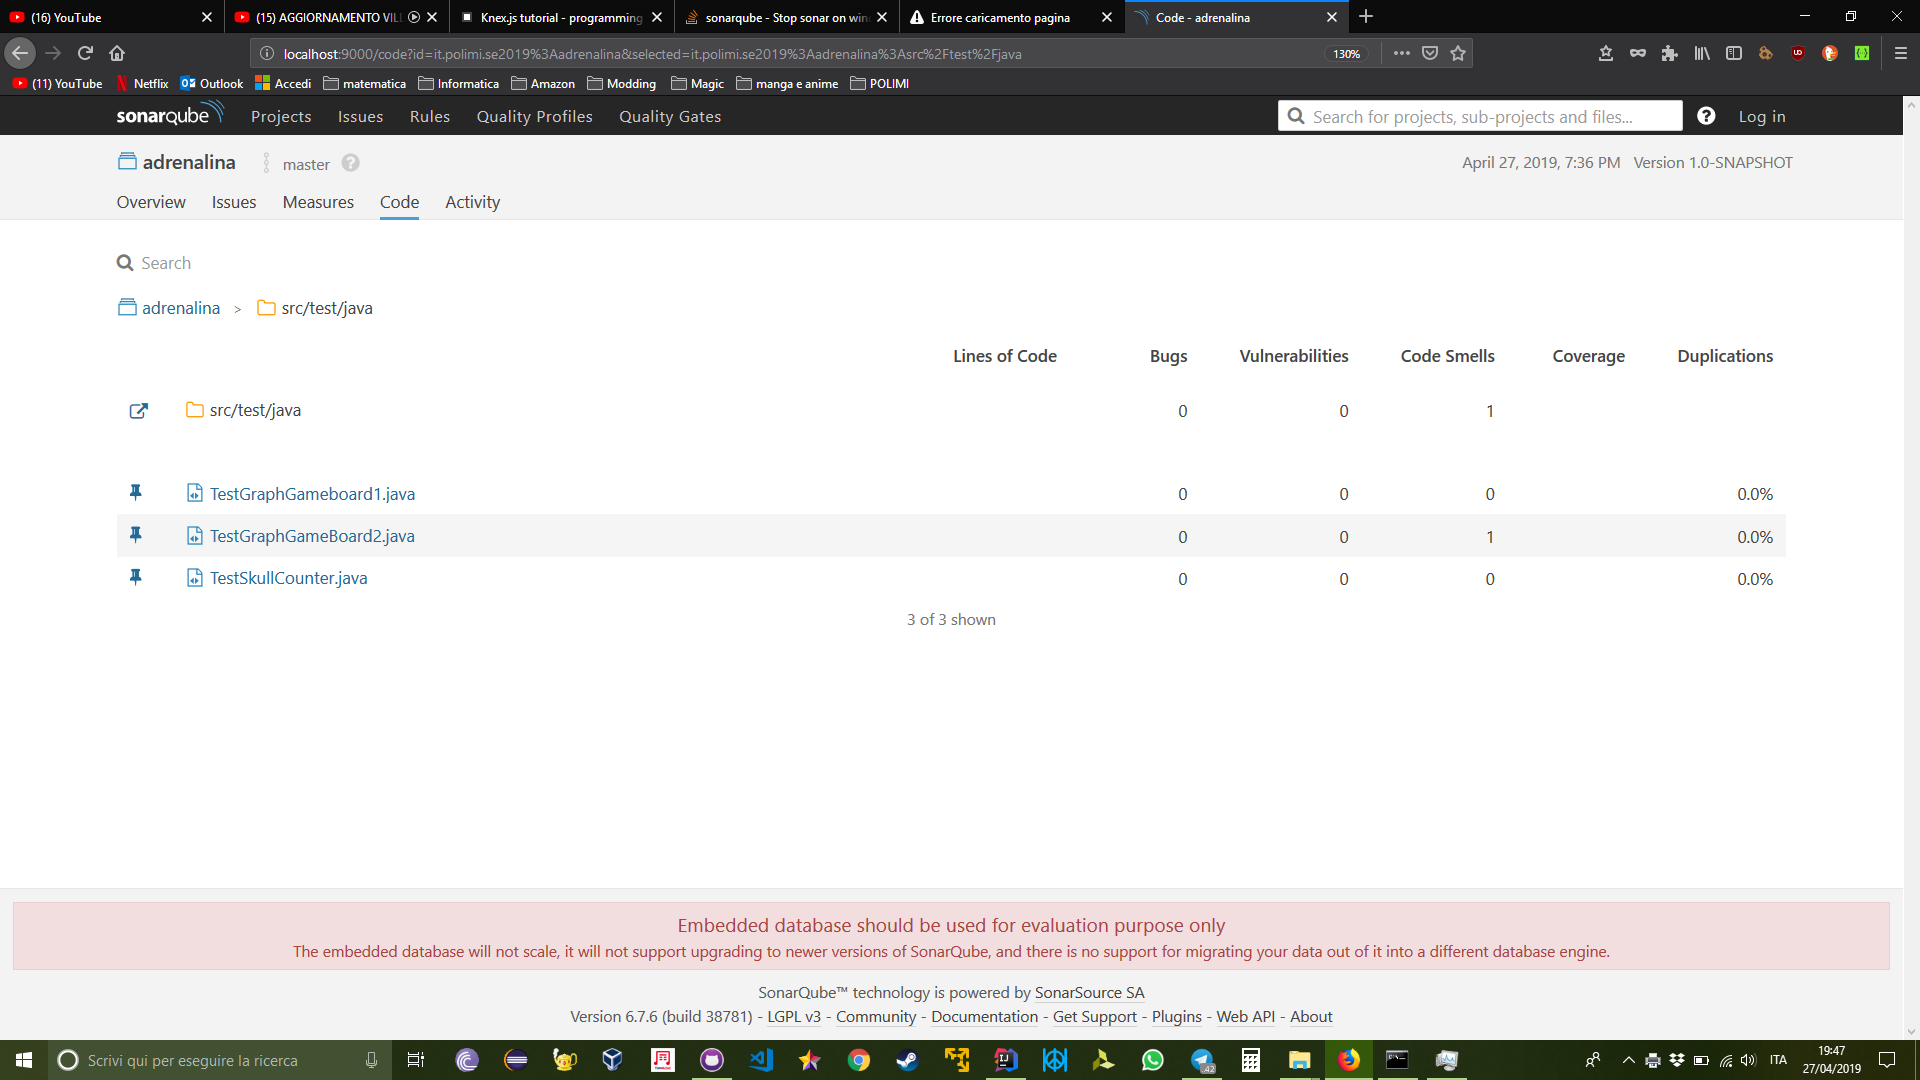 (16) YouTube
(15) AGGIORNAMENTO VIL
Knex.js tutorial - programming
sonarqube - Stop sonar on win
Errore caricamento pagina
Code - adrenalina
localhost:9000/code?id=it.polimi.se2019%3Aadrenalina&selected=it.polimi.se2019%3Aadrenalina%3Asrc%2Ftest%2Fjava
130%
(11) YouTube Netflix Outlook Accedi matematica Informatica Amazon Modding Magic manga e anime POLIMI
sonarqube Projects Issues Rules Quality Profiles Quality Gates Search for projects, sub-projects and files... Log in
adrenalina master April 27, 2019, 7:36 PM Version 1.0-SNAPSHOT
Overview Issues Measures Code Activity
Search
adrenalina > src/test/java
Lines of Code Bugs Vulnerabilities Code Smells Coverage Duplications
src/test/java 0 0 1
TestGraphGameboard1.java 0 0 0 0.0%
TestGraphGameBoard2.java 0 0 1 0.0%
TestSkullCounter.java 0 0 0 0.0%
3 of 3 shown
Embedded database should be used for evaluation purpose only
The embedded database will not scale, it will not support upgrading to newer versions of SonarQube, and there is no support for migrating your data out of it into a different database engine.
SonarQube™ technology is powered by SonarSource SA
Version 6.7.6 (build 38781) - LGPL v3 - Community - Documentation - Get Support - Plugins - Web API - About
Scrivi qui per eseguire la ricerca
42
ITA
19:47
27/04/2019